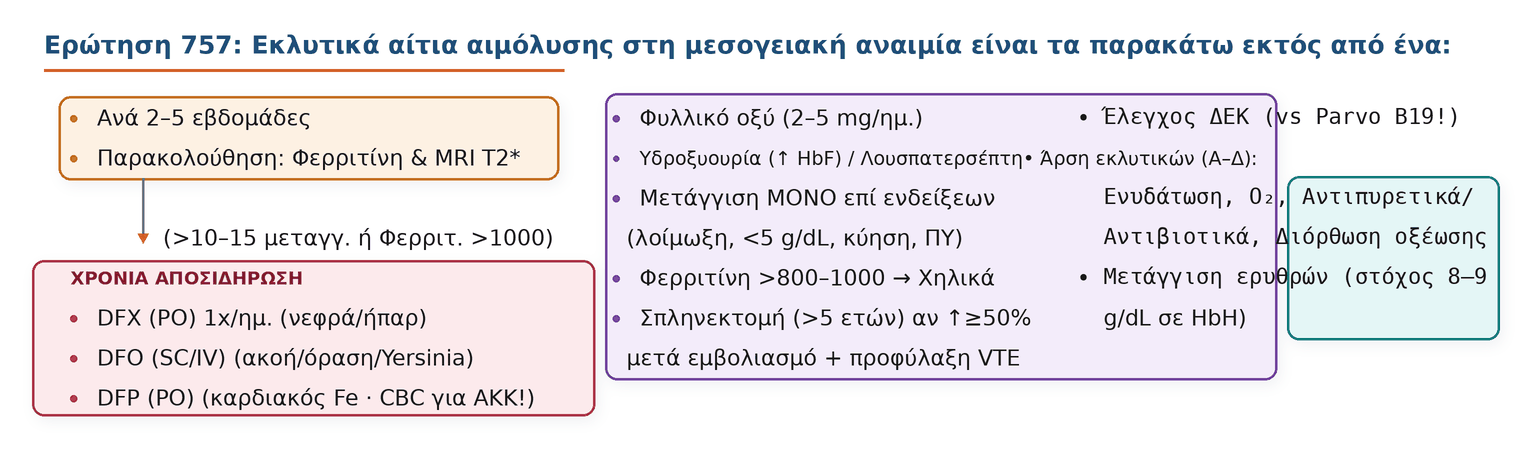 Ερώτηση 757: Εκλυτικά αίτια αιμόλυσης στη μεσογειακή αναιμία είναι τα παρακάτω εκτός από ένα:
• Ανά 2–5 εβδομάδες
• Παρακολούθηση: Φερριτίνη & MRI T2*
(>10–15 μεταγγ. ή Φερριτ. >1000)
ΧΡΟΝΙΑ ΑΠΟΣΙΔΗΡΩΣΗ
• DFX (PO) 1x/ημ. (νεφρά/ήπαρ)
• DFO (SC/IV) (ακοή/όραση/Yersinia)
• DFP (PO) (καρδιακός Fe · CBC για ΑΚΚ!)
• Φυλλικό οξύ (2–5 mg/ημ.)
• Υδροξυουρία (↑ HbF) / Λουσπατερσέπτη
• Μετάγγιση ΜΟΝΟ επί ενδείξεων
(λοίμωξη, <5 g/dL, κύηση, ΠΥ)
• Φερριτίνη >800–1000 → Χηλικά
• Σπληνεκτομή (>5 ετών) αν ↑≥50%
μετά εμβολιασμό + προφύλαξη VTE
• Έλεγχος ΔΕΚ (vs Parvo B19!)
• Άρση εκλυτικών (Α–Δ):
Ενυδάτωση, O₂, Αντιπυρετικά/
Αντιβιοτικά, Διόρθωση οξέωσης
• Μετάγγιση ερυθρών (στόχος 8–9
g/dL σε HbH)